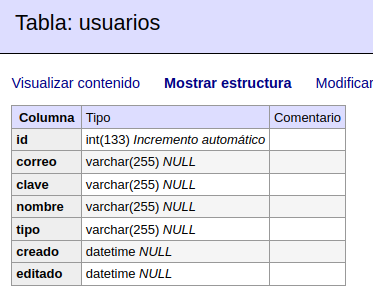 Tabla: usuarios
Visualizar contenido Mostrar estructura Modificar
Columna Tipo Comentario
id int(133) Incremento automático
correo varchar(255) NULL
clave varchar(255) NULL
nombre varchar(255) NULL
tipo varchar(255) NULL
creado datetime NULL
editado datetime NULL